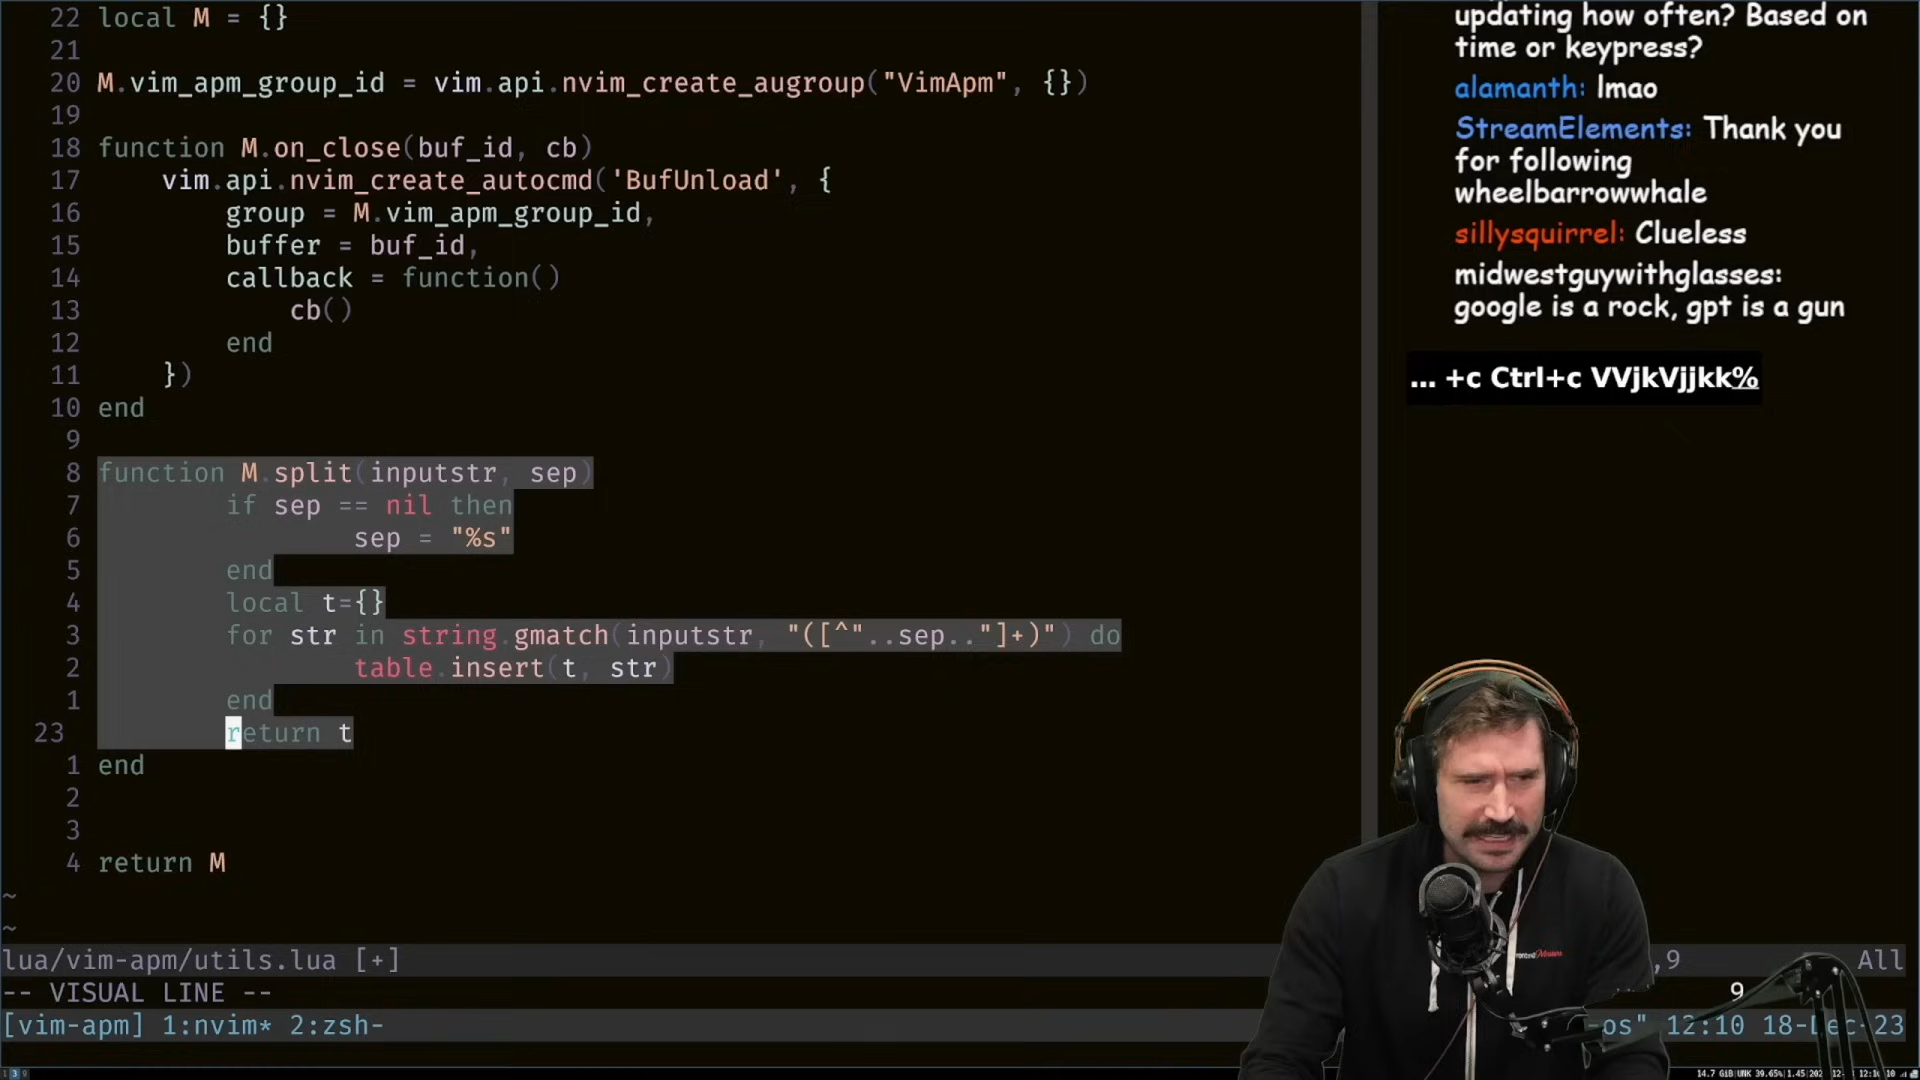 22 local M = {}
21
20 M.vim_apm_group_id = vim.api.nvim_create_augroup("VimApm", {})
19
18 function M.on_close(buf_id, cb)
17     vim.api.nvim_create_autocmd('BufUnload', {
16         group = M.vim_apm_group_id,
15         buffer = buf_id,
14         callback = function()
13             cb()
12         end
11     })
10 end
9
8 function M.split(inputstr, sep)
7         if sep == nil then
6                 sep = "%s"
5         end
4         local t={}
3         for str in string.gmatch(inputstr, "([^"..sep.."]+)") do
2                 table.insert(t, str)
1         end
23         return t
1 end
2
3
4 return M
~
~
lua/vim-apm/utils.lua [+]
,9 All
-- VISUAL LINE --
9
[vim-apm] 1:nvim* 2:zsh-
os" 12:10 18-Dec-23
updating how often? Based on
time or keypress?
alamanth: lmao
StreamElements: Thank you
for following
wheelbarrowwhale
sillysquirrel: Clueless
midwestguywithglasses:
google is a rock, gpt is a gun
... +c Ctrl+c VVjkVjjkk%